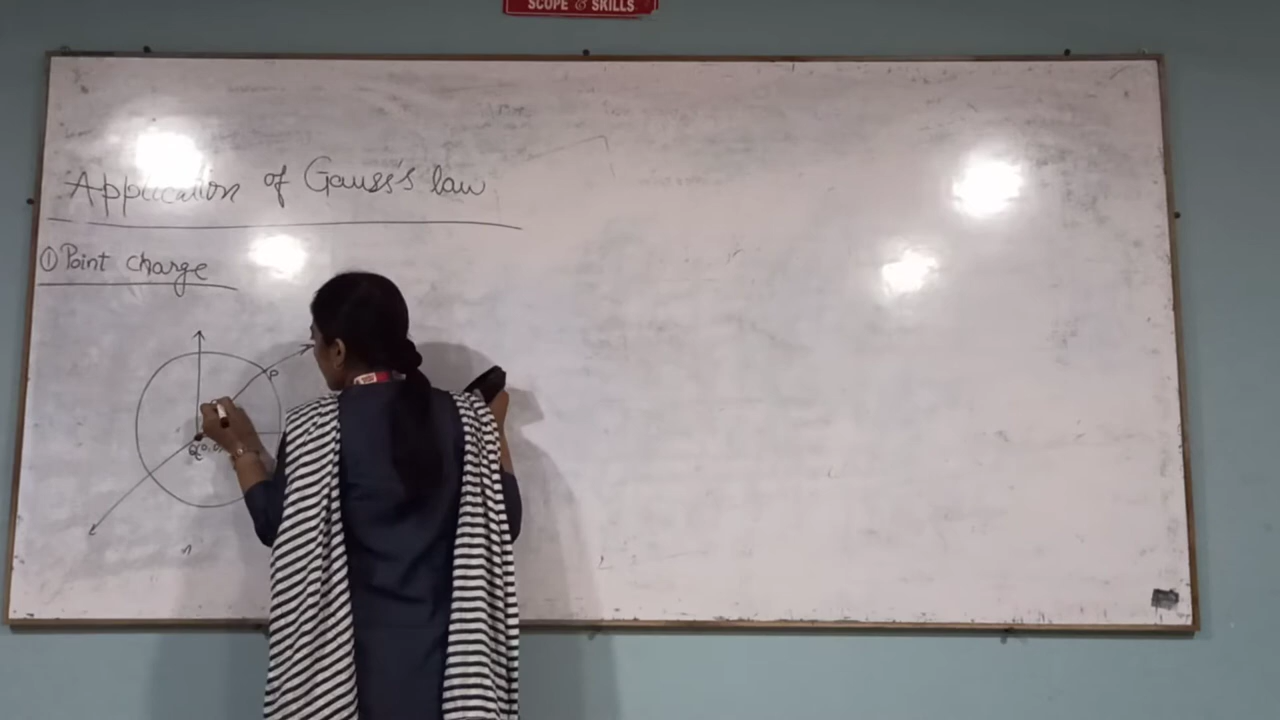 SCOPE & SKILLS
Application of Gauss's law
① Point charge
P